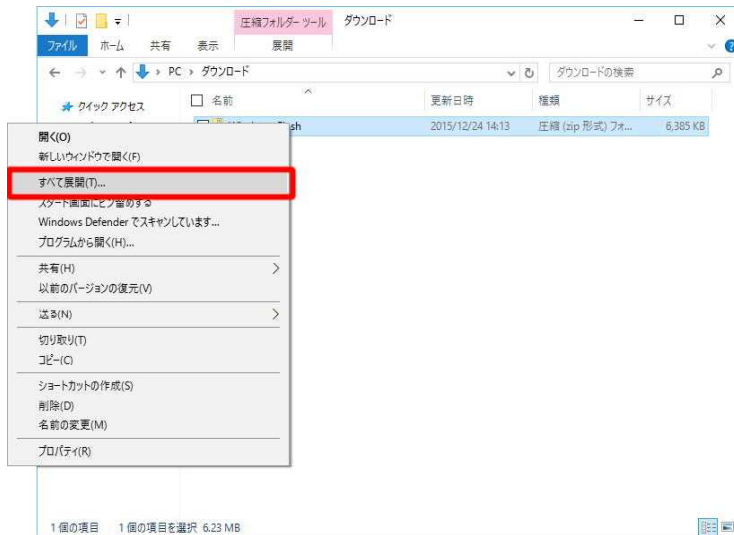 圧縮フォルダー ツール ダウンロード
ファイル ホーム 共有 表示 展開
PC › ダウンロード ダウンロードの検索
クイック アクセス
名前 更新日時 種類 サイズ
sh 2015/12/24 14:13 圧縮 (zip 形式) フォ... 6,385 KB
開く(O)
新しいウィンドウで開く(F)
すべて展開(T)...
スタート画面にピン留めする
Windows Defender でスキャンしています...
プログラムから開く(H)...
共有(H)
以前のバージョンの復元(V)
送る(N)
切り取り(T)
コピー(C)
ショートカットの作成(S)
削除(D)
名前の変更(M)
プロパティ(R)
1 個の項目 1 個の項目を選択 6.23 MB